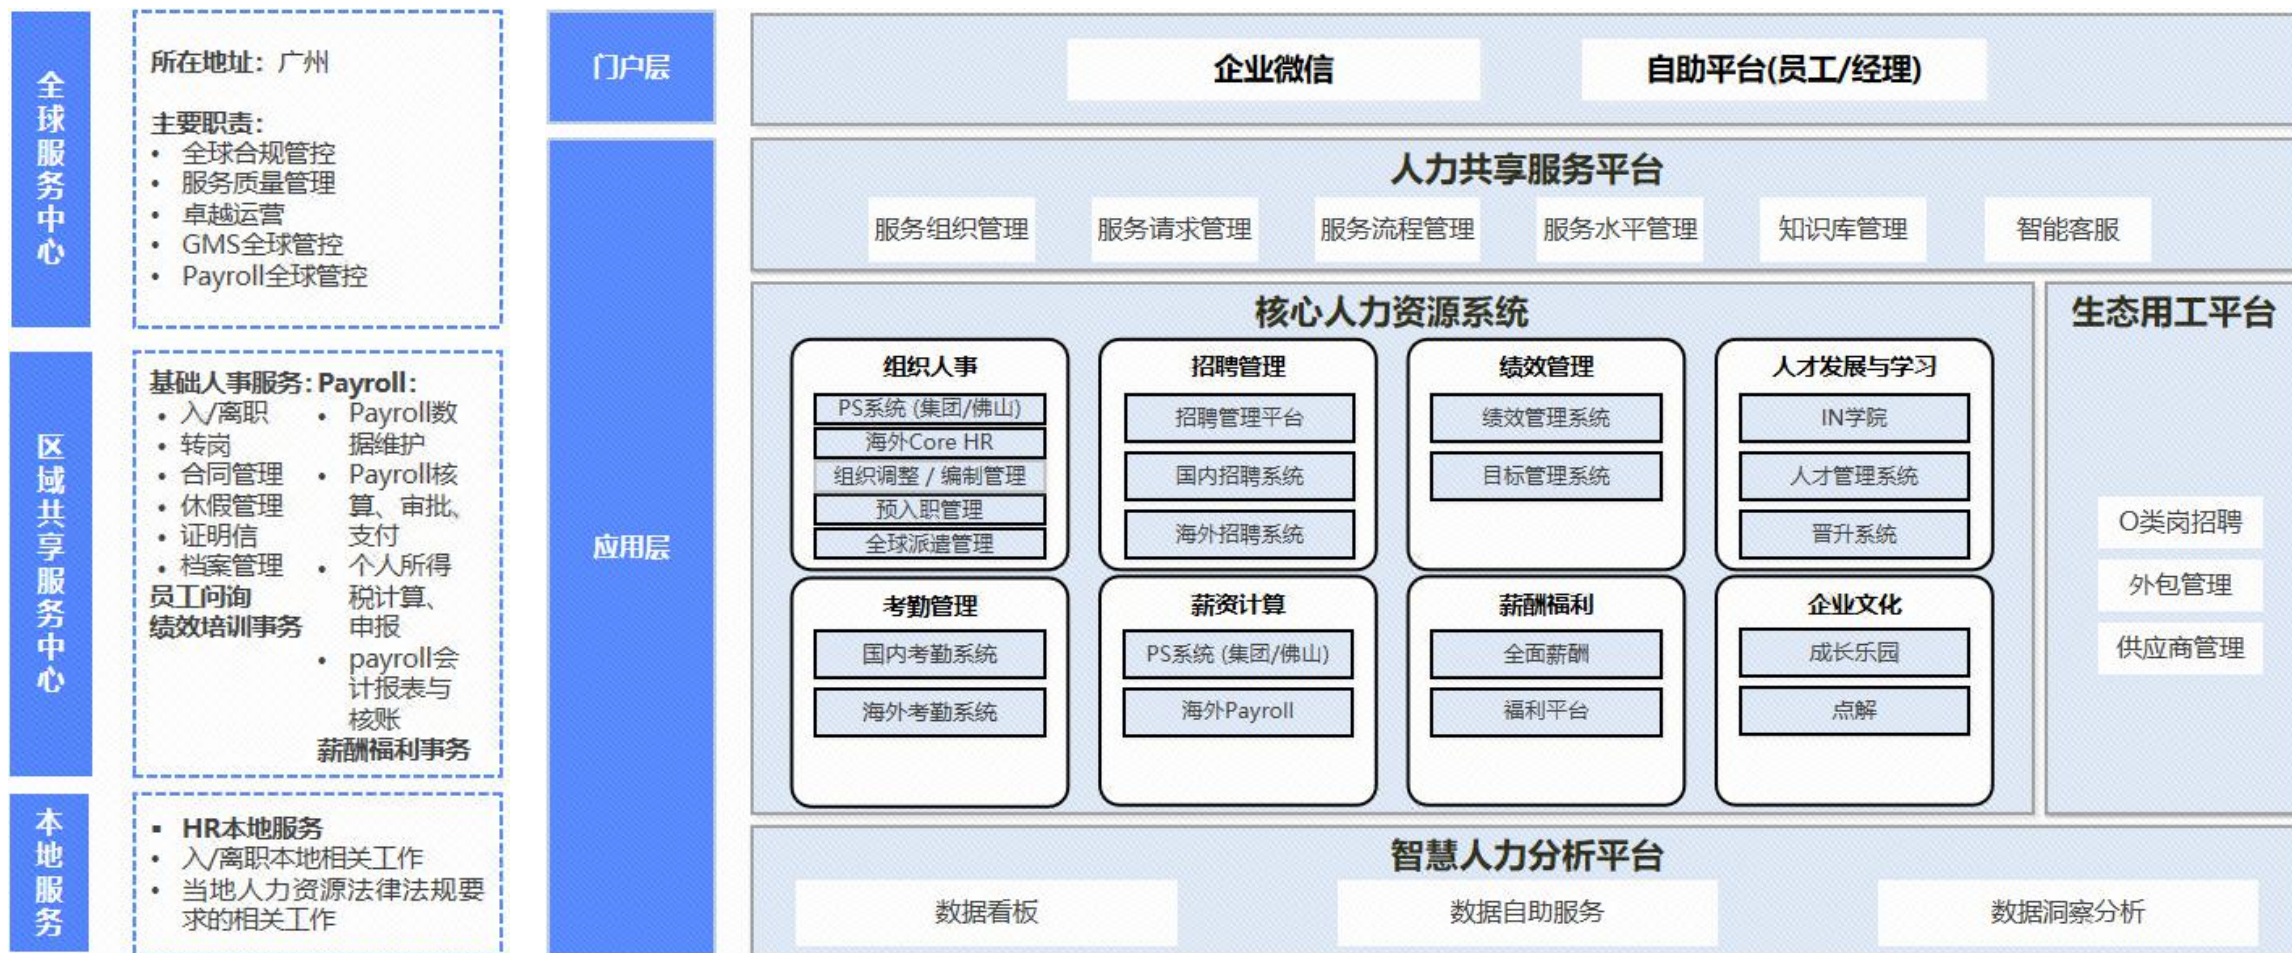 全球服务中心
所在地址：广州
主要职责：
• 全球合规管控
• 服务质量管理
• 卓越运营
• GMS全球管控
• Payroll全球管控
区域共享服务中心
基础人事服务：
• 入/离职
• 转岗
• 合同管理
• 休假管理
• 证明信
• 档案管理
员工问询
绩效培训事务
Payroll：
• Payroll数
据维护
• Payroll核
算、审批、
支付
• 个人所得
税计算、
申报
• payroll会
计报表与
核账
薪酬福利事务
本地服务
▪ HR本地服务
• 入/离职本地相关工作
• 当地人力资源法律法规要
求的相关工作
门户层
企业微信
自助平台(员工/经理)
应用层
人力共享服务平台
服务组织管理
服务请求管理
服务流程管理
服务水平管理
知识库管理
智能客服
核心人力资源系统
组织人事
PS系统 (集团/佛山)
海外Core HR
组织调整 / 编制管理
预入职管理
全球派遣管理
招聘管理
招聘管理平台
国内招聘系统
海外招聘系统
绩效管理
绩效管理系统
目标管理系统
人才发展与学习
IN学院
人才管理系统
晋升系统
考勤管理
国内考勤系统
海外考勤系统
薪资计算
PS系统 (集团/佛山)
海外Payroll
薪酬福利
全面薪酬
福利平台
企业文化
成长乐园
点解
生态用工平台
O类岗招聘
外包管理
供应商管理
智慧人力分析平台
数据看板
数据自助服务
数据洞察分析